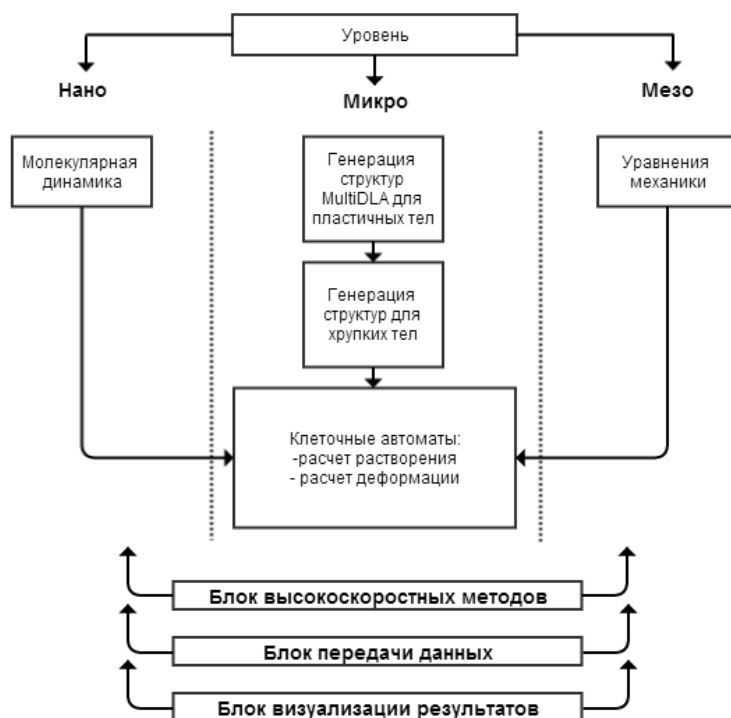 Уровень
Нано
Микро
Мезо
Молекулярная
динамика
Генерация
структур
MultiDLA для
пластичных тел
Уравнения
механики
Генерация
структур для
хрупких тел
Клеточные автоматы:
-расчет растворения
- расчет деформации
Блок высокоскоростных методов
Блок передачи данных
Блок визуализации результатов